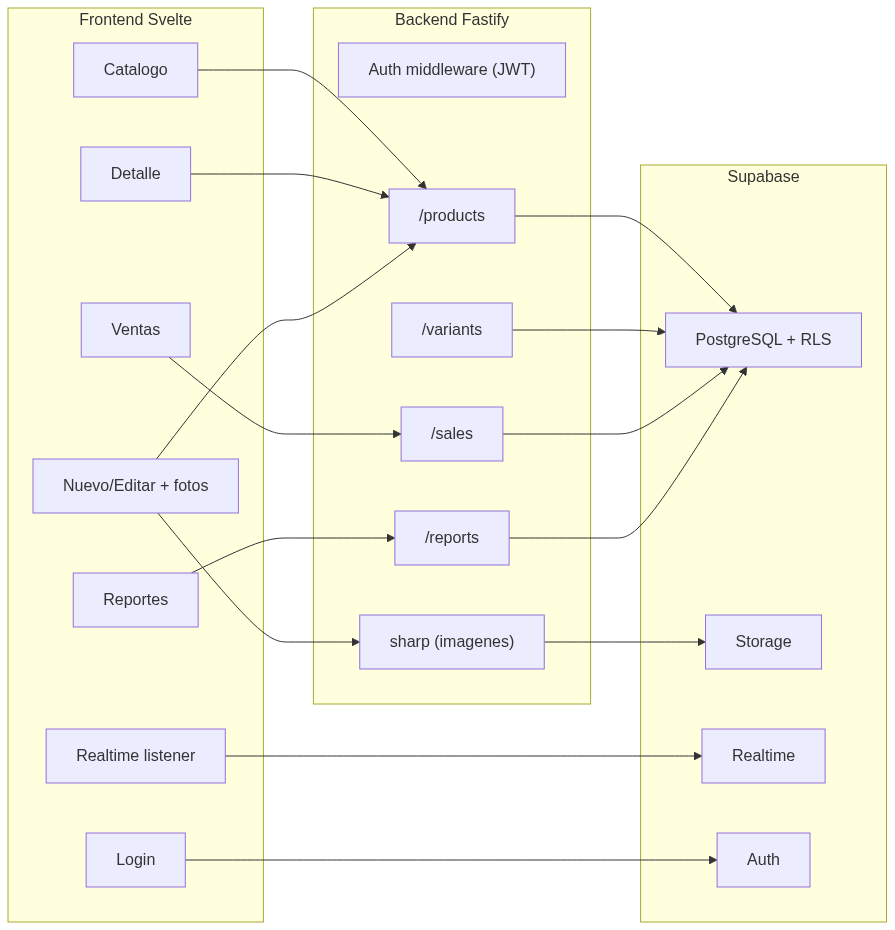 Frontend Svelte
Catalogo
Detalle
Ventas
Nuevo/Editar + fotos
Reportes
Realtime listener
Login
Backend Fastify
Auth middleware (JWT)
/products
/variants
/sales
/reports
sharp (imagenes)
Supabase
PostgreSQL + RLS
Storage
Realtime
Auth